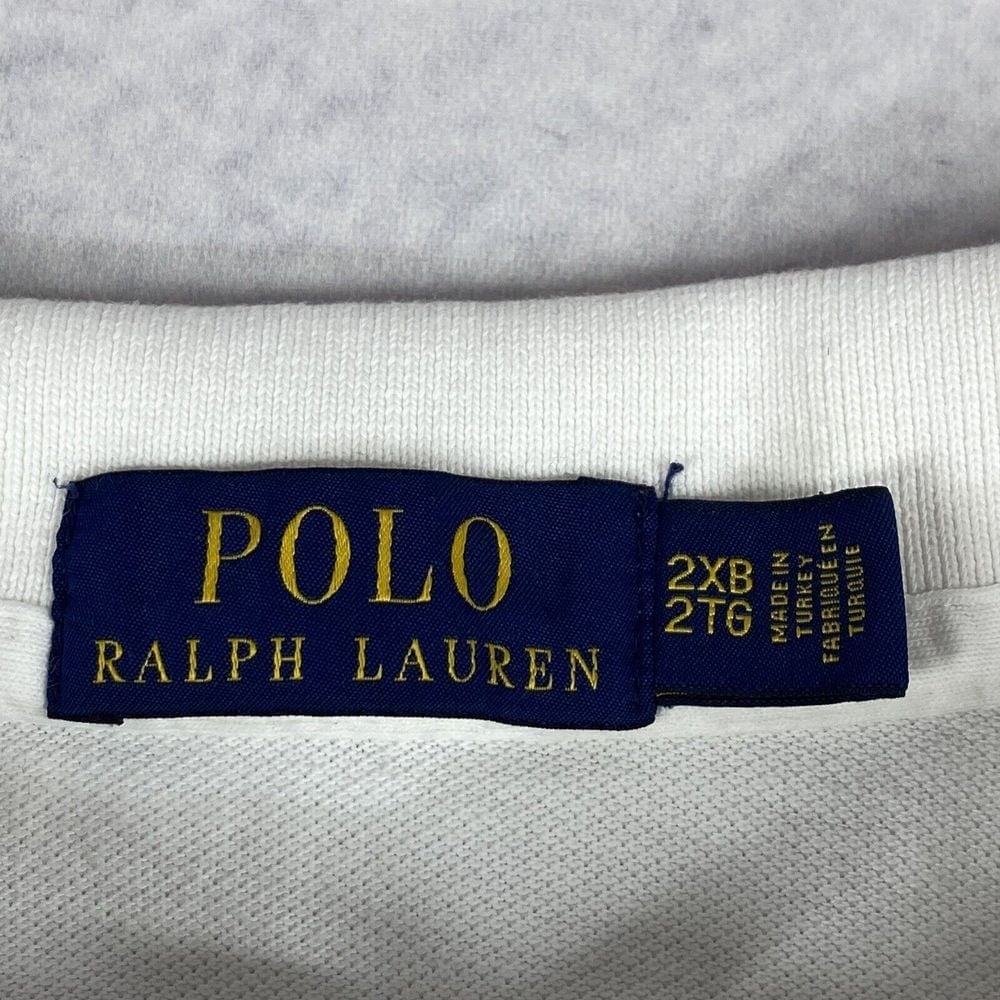 POLO
RALPH LAUREN
2XB
2TG
MADE IN
TURKEY
FABRIQUÉ EN
TURQUIE